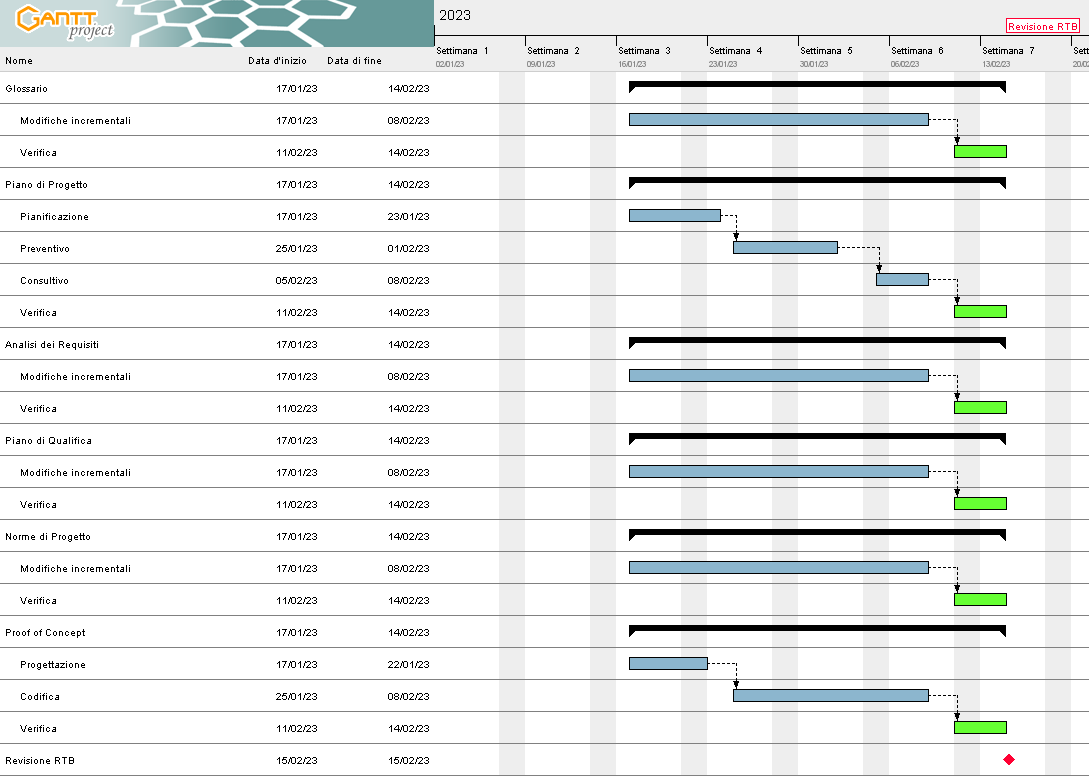 GANTT project
2023
Revisione RTB
Settimana 1 Settimana 2 Settimana 3 Settimana 4 Settimana 5 Settimana 6 Settimana 7 Sett
Nome Data d'inizio Data di fine 02/01/23 09/01/23 16/01/23 23/01/23 30/01/23 06/02/23 13/02/23 20/02
Glossario 17/01/23 14/02/23
Modifiche incrementali 17/01/23 08/02/23
Verifica 11/02/23 14/02/23
Piano di Progetto 17/01/23 14/02/23
Pianificazione 17/01/23 23/01/23
Preventivo 25/01/23 01/02/23
Consultivo 05/02/23 08/02/23
Verifica 11/02/23 14/02/23
Analisi dei Requisiti 17/01/23 14/02/23
Modifiche incrementali 17/01/23 08/02/23
Verifica 11/02/23 14/02/23
Piano di Qualifica 17/01/23 14/02/23
Modifiche incrementali 17/01/23 08/02/23
Verifica 11/02/23 14/02/23
Norme di Progetto 17/01/23 14/02/23
Modifiche incrementali 17/01/23 08/02/23
Verifica 11/02/23 14/02/23
Proof of Concept 17/01/23 14/02/23
Progettazione 17/01/23 22/01/23
Codifica 25/01/23 08/02/23
Verifica 11/02/23 14/02/23
Revisione RTB 15/02/23 15/02/23